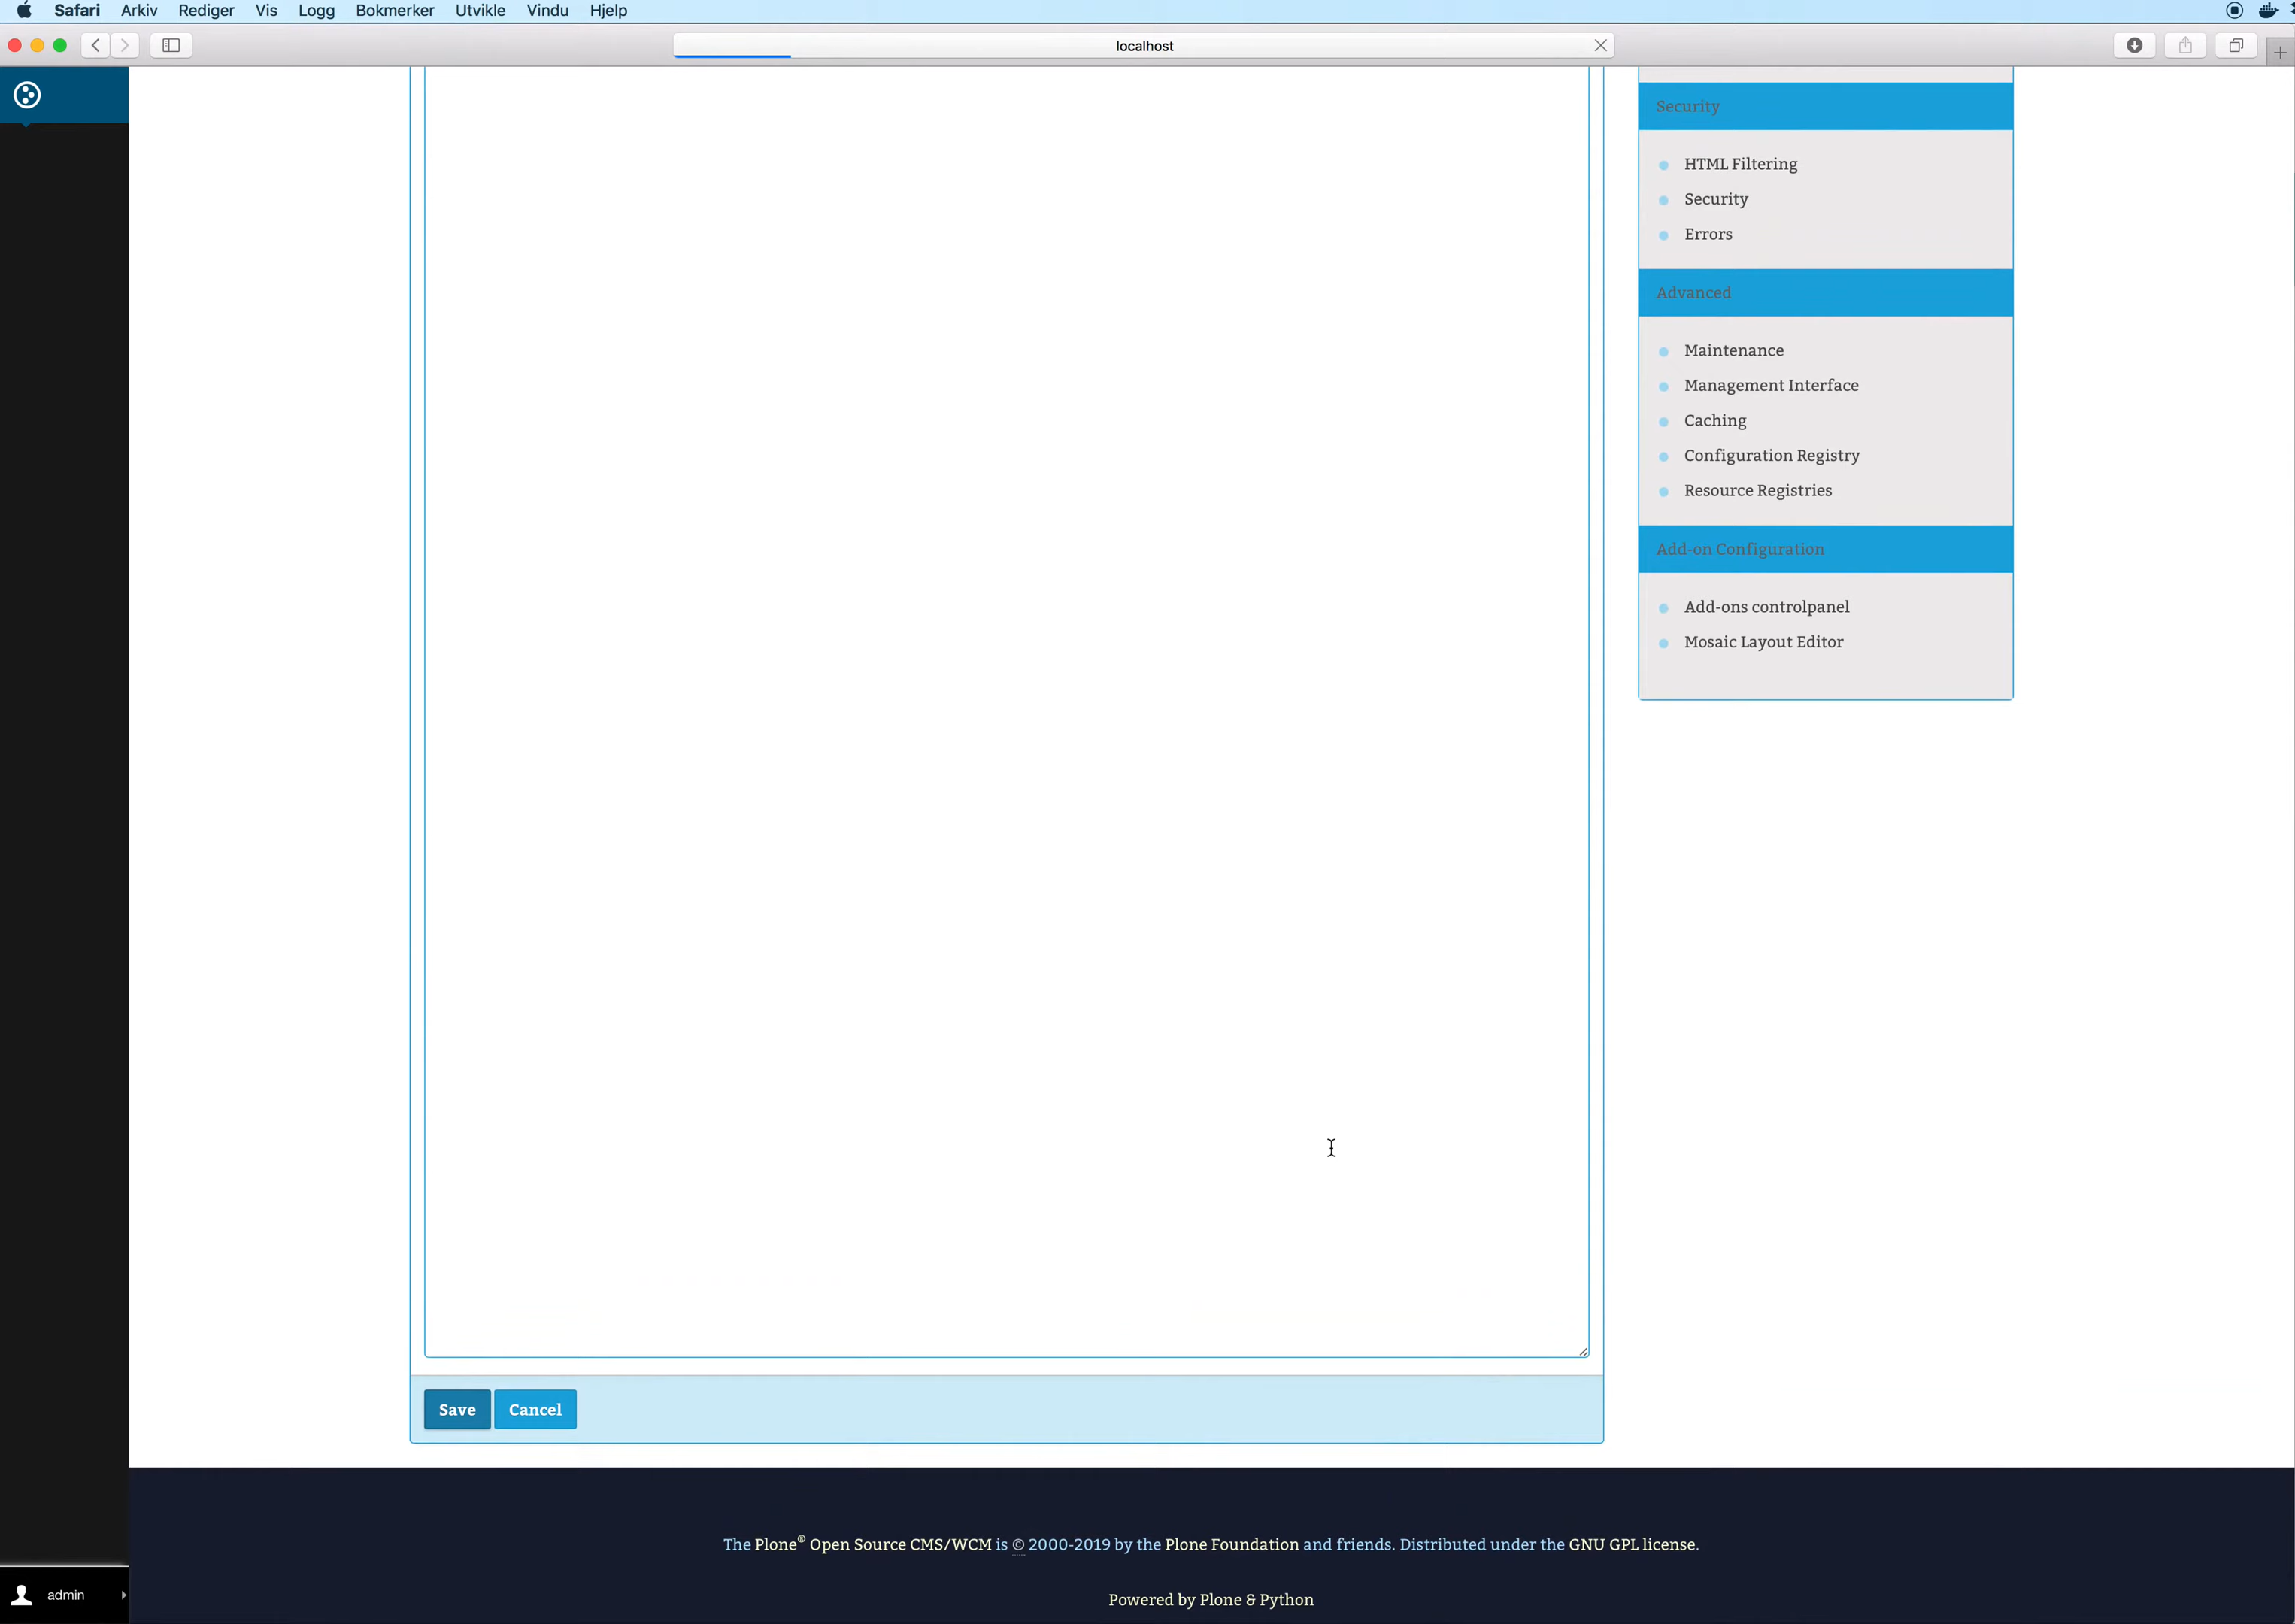 Safari Arkiv Rediger Vis Logg Bokmerker Utvikle Vindu Hjelp
localhost
Security
HTML Filtering
Security
Errors
Advanced
Maintenance
Management Interface
Caching
Configuration Registry
Resource Registries
Add-on Configuration
Add-ons controlpanel
Mosaic Layout Editor
Save Cancel
The Plone® Open Source CMS/WCM is © 2000-2019 by the Plone Foundation and friends. Distributed under the GNU GPL license.
admin
Powered by Plone & Python